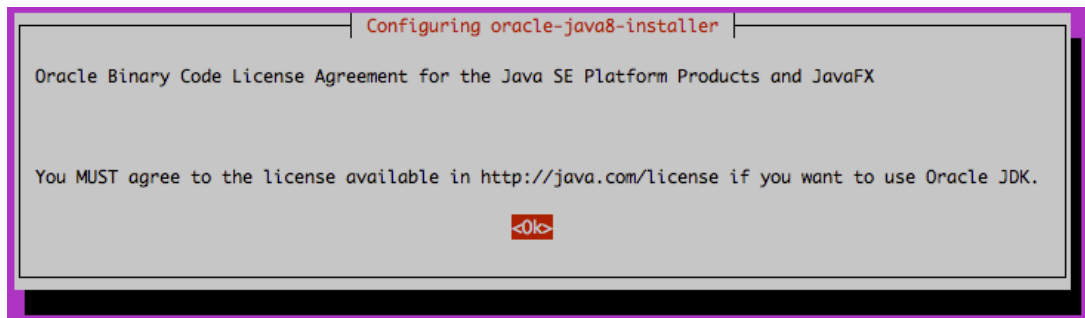 Configuring oracle-java8-installer
Oracle Binary Code License Agreement for the Java SE Platform Products and JavaFX
You MUST agree to the license available in http://java.com/license if you want to use Oracle JDK.
<Ok>